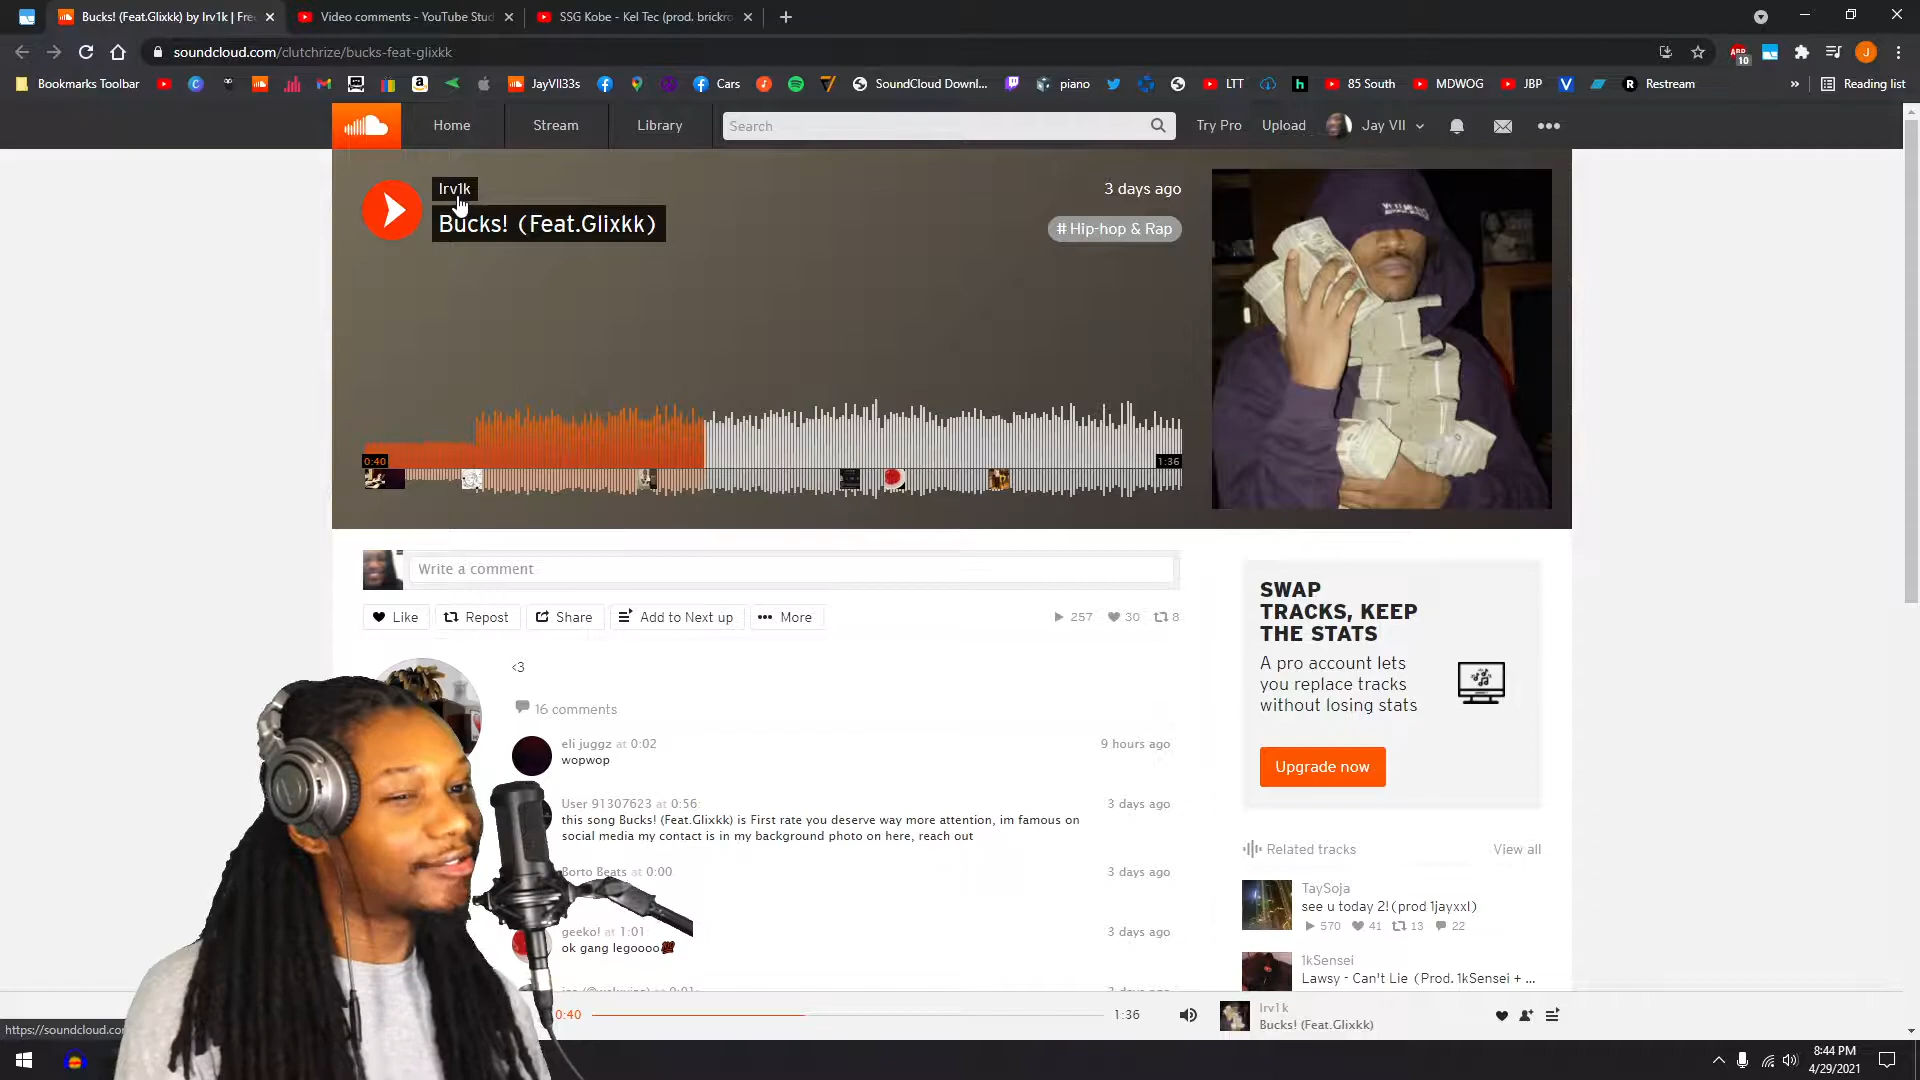 Bucks! (Feat.Glixkk) by Irv1k | Fre
Video comments - YouTube Stud
SSG Kobe - Kel Tec (prod. brickro
soundcloud.com/clutchrize/bucks-feat-glixkk
ABP
10
J
Bookmarks Toolbar
JayVII33s
Cars
SoundCloud Downl...
piano
LTT
h
85 South
MDWOG
JBP
V
R
Restream
»
Reading list
Home
Stream
Library
Search
Try Pro
Upload
Jay VII
Irv1k
3 days ago
Bucks! (Feat.Glixkk)
# Hip-hop & Rap
0:40
1:36
Write a comment
Like
Repost
Share
Add to Next up
More
257
30
8
SWAP
TRACKS, KEEP
THE STATS
A pro account lets
you replace tracks
without losing stats
Upgrade now
<3
16 comments
eli juggz at 0:02
9 hours ago
wopwop
User 91307623 at 0:56:
3 days ago
this song Bucks! (Feat.Glixkk) is First rate you deserve way more attention, im famous on
social media my contact is in my background photo on here, reach out
Borto Beats at 0:00
3 days ago
geeko! at 1:01
3 days ago
ok gang legoooo
3 days ago
Related tracks
View all
TaySoja
see u today 2!(prod 1jayxxl)
570
41
13
22
1kSensei
Lawsy - Can't Lie (Prod. 1kSensei + ...
0:40
1:36
Irv1k
Bucks! (Feat.Glixkk)
https://soundcloud.com
8:44 PM
4/29/2021